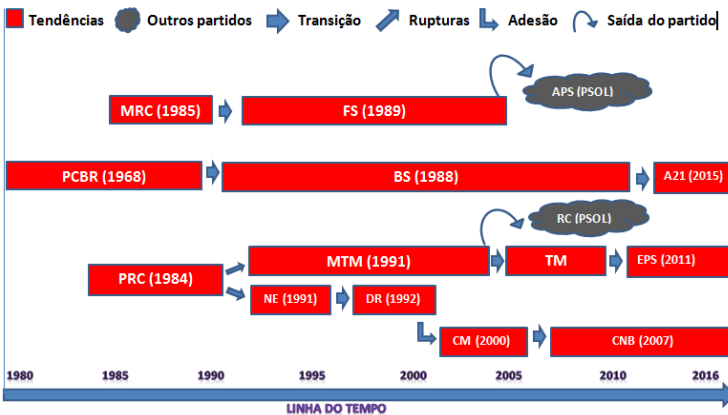 Tendências Outros partidos Transição Rupturas Adesão Saída do partido
APS (PSOL)
MRC (1985) FS (1989)
PCBR (1968) BS (1988) A21 (2015)
RC (PSOL)
MTM (1991) TM EPS (2011)
PRC (1984)
NE (1991) DR (1992)
CM (2000) CNB (2007)
1980 1985 1990 1995 2000 2005 2010 2016
LINHA DO TEMPO